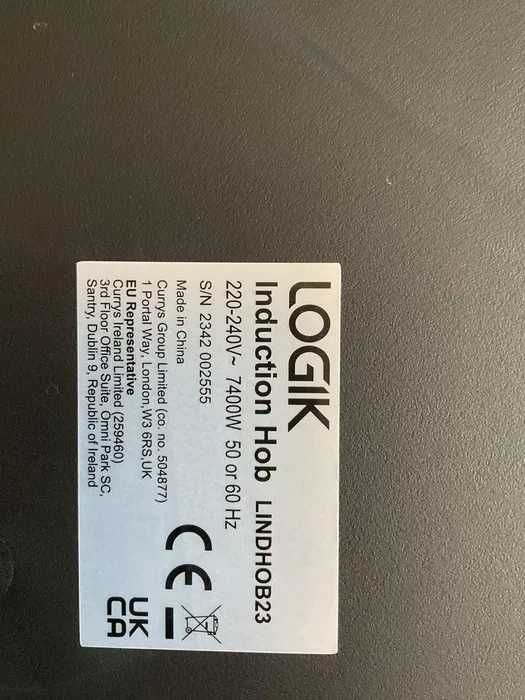 LOGIK
Induction Hob LINDHOB23
220-240V~ 7400W 50 or 60 Hz
S/N 2342 002555
Made in China
Currys Group Limited (co. no. 504877)
1 Portal Way, London,W3 6RS,UK
EU Representative
Currys Ireland Limited (259460)
3rd Floor Office Suite, Omni Park SC,
Santry, Dublin 9, Republic of Ireland
CE
UK
CA